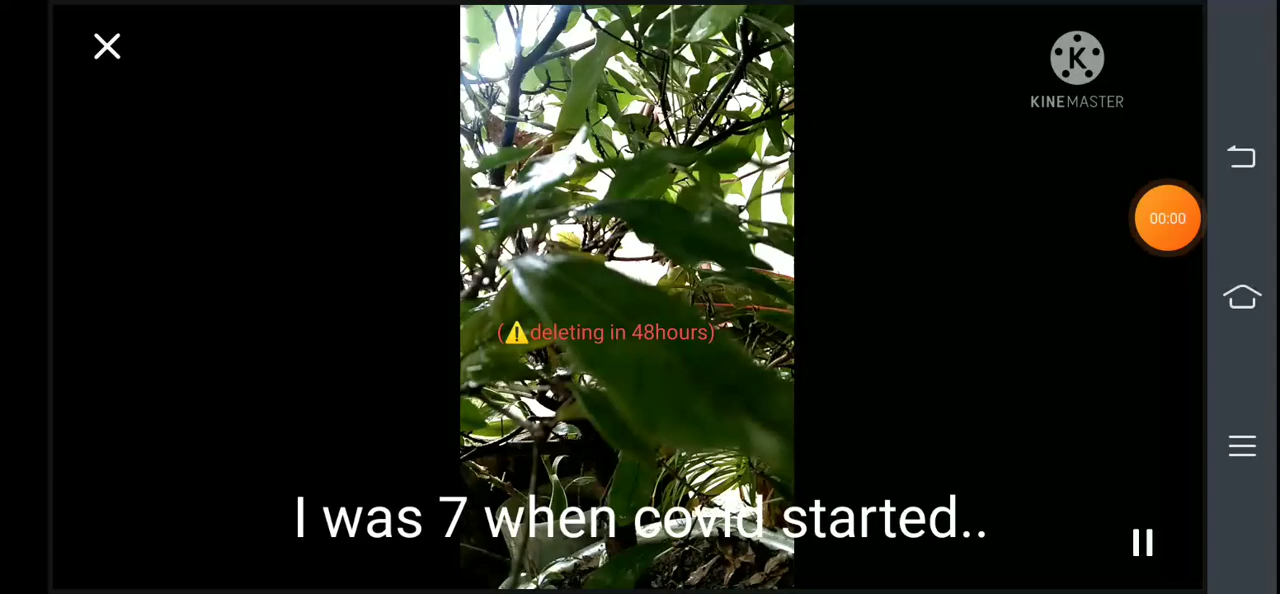 KINEMASTER
00:00
(⚠️deleting in 48hours)
I was 7 when covid started..